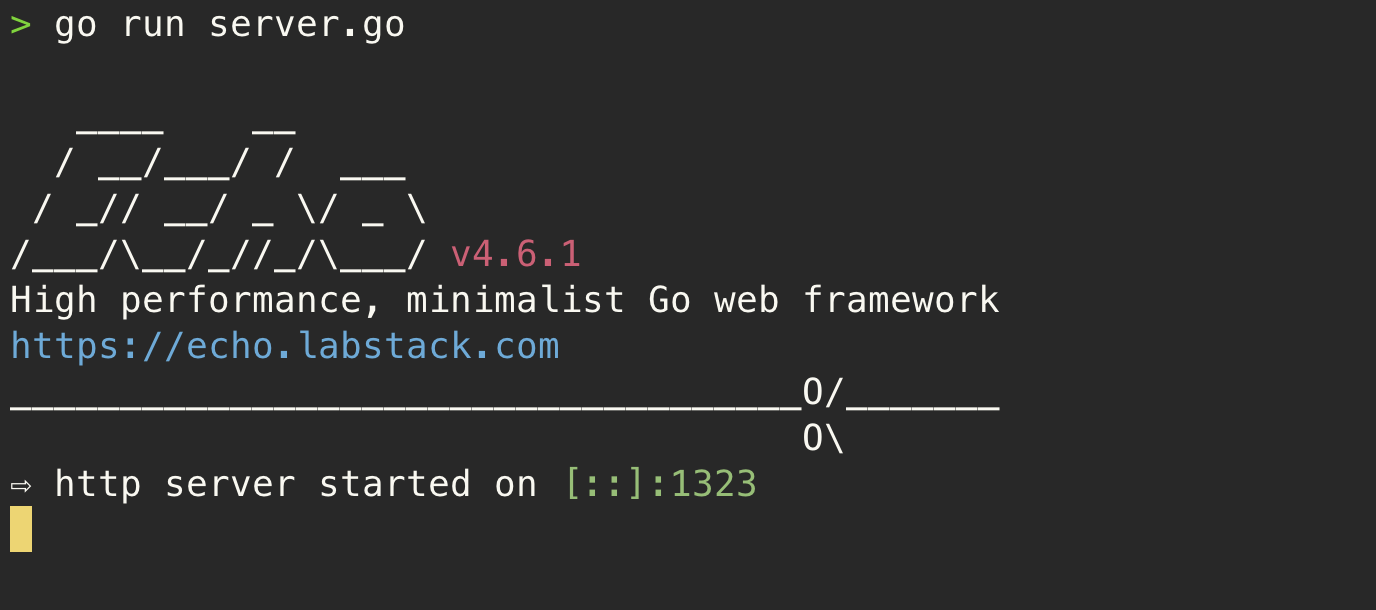 > go run server.go
   ____    __
  / __/___/ /  ___
 / _// __/ _ \/ _ \
/___/\__/_//_/\___/ v4.6.1
High performance, minimalist Go web framework
https://echo.labstack.com
____________________________________O/_______
                                    O\
⇨ http server started on [::]:1323